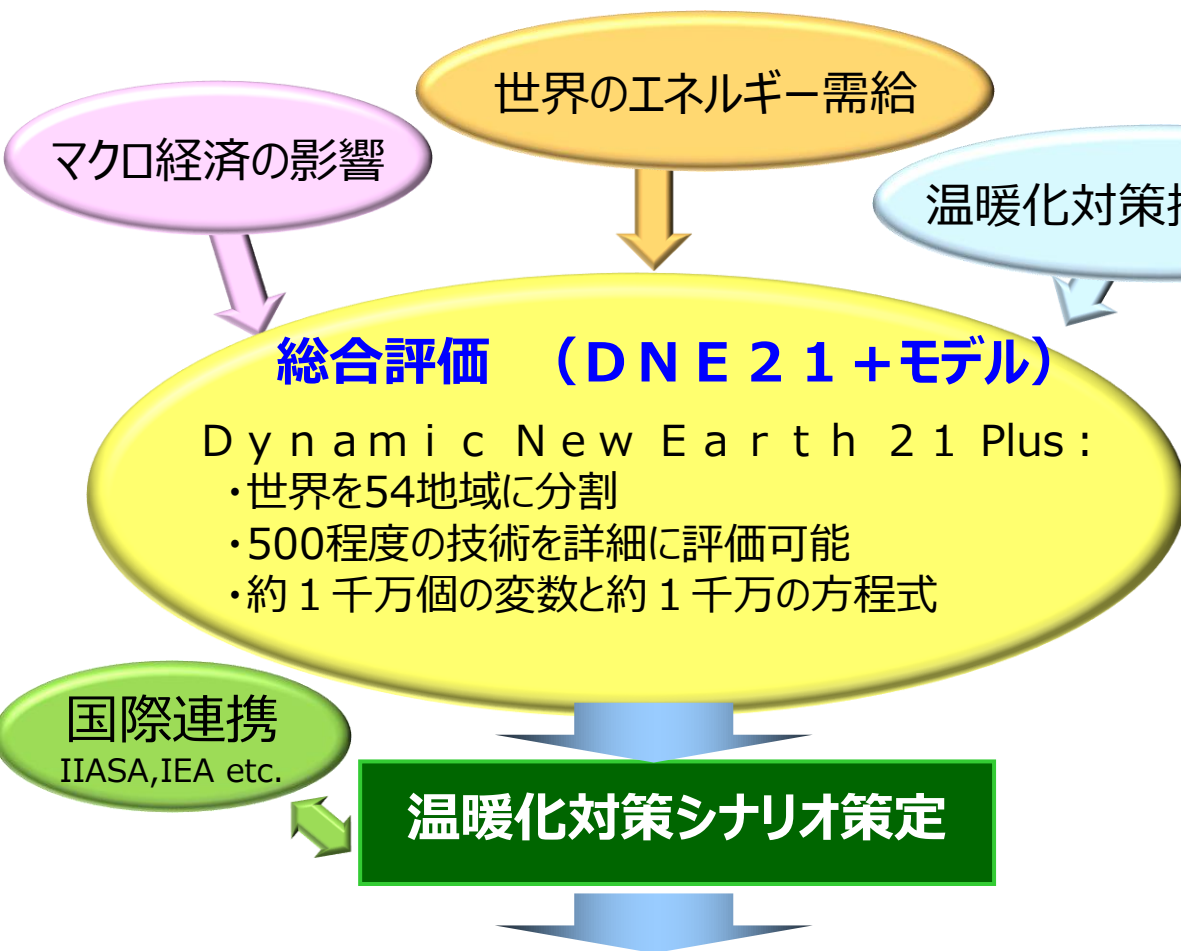 世界のエネルギー需給
マクロ経済の影響
温暖化対策
総合評価　（ＤＮＥ２１＋モデル）
Ｄｙｎａｍｉｃ Ｎｅｗ Ｅａｒｔｈ ２１ Plus：
・世界を54地域に分割
・500程度の技術を詳細に評価可能
・約１千万個の変数と約１千万の方程式
国際連携
IIASA,IEA etc.
温暖化対策シナリオ策定